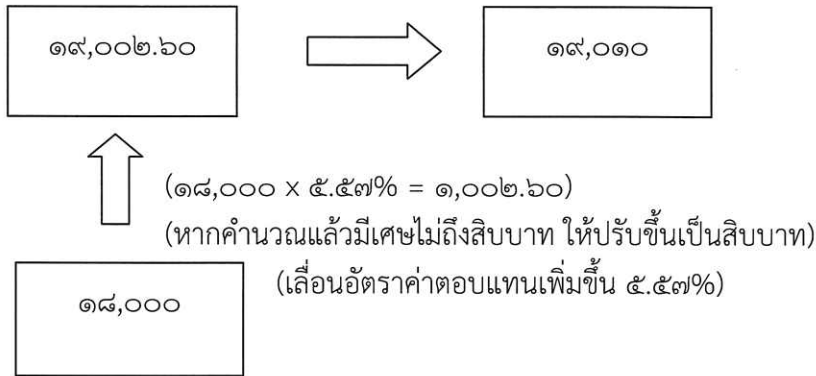 ๑๙,๐๐๒.๖๐
๑๙,๐๑๐
(๑๘,๐๐๐ x ๕.๕๗% = ๑,๐๐๒.๖๐)
(หากคำนวณแล้วมีเศษไม่ถึงสิบบาท ให้ปรับขึ้นเป็นสิบบาท)
(เลื่อนอัตราค่าตอบแทนเพิ่มขึ้น ๕.๕๗%)
๑๘,๐๐๐